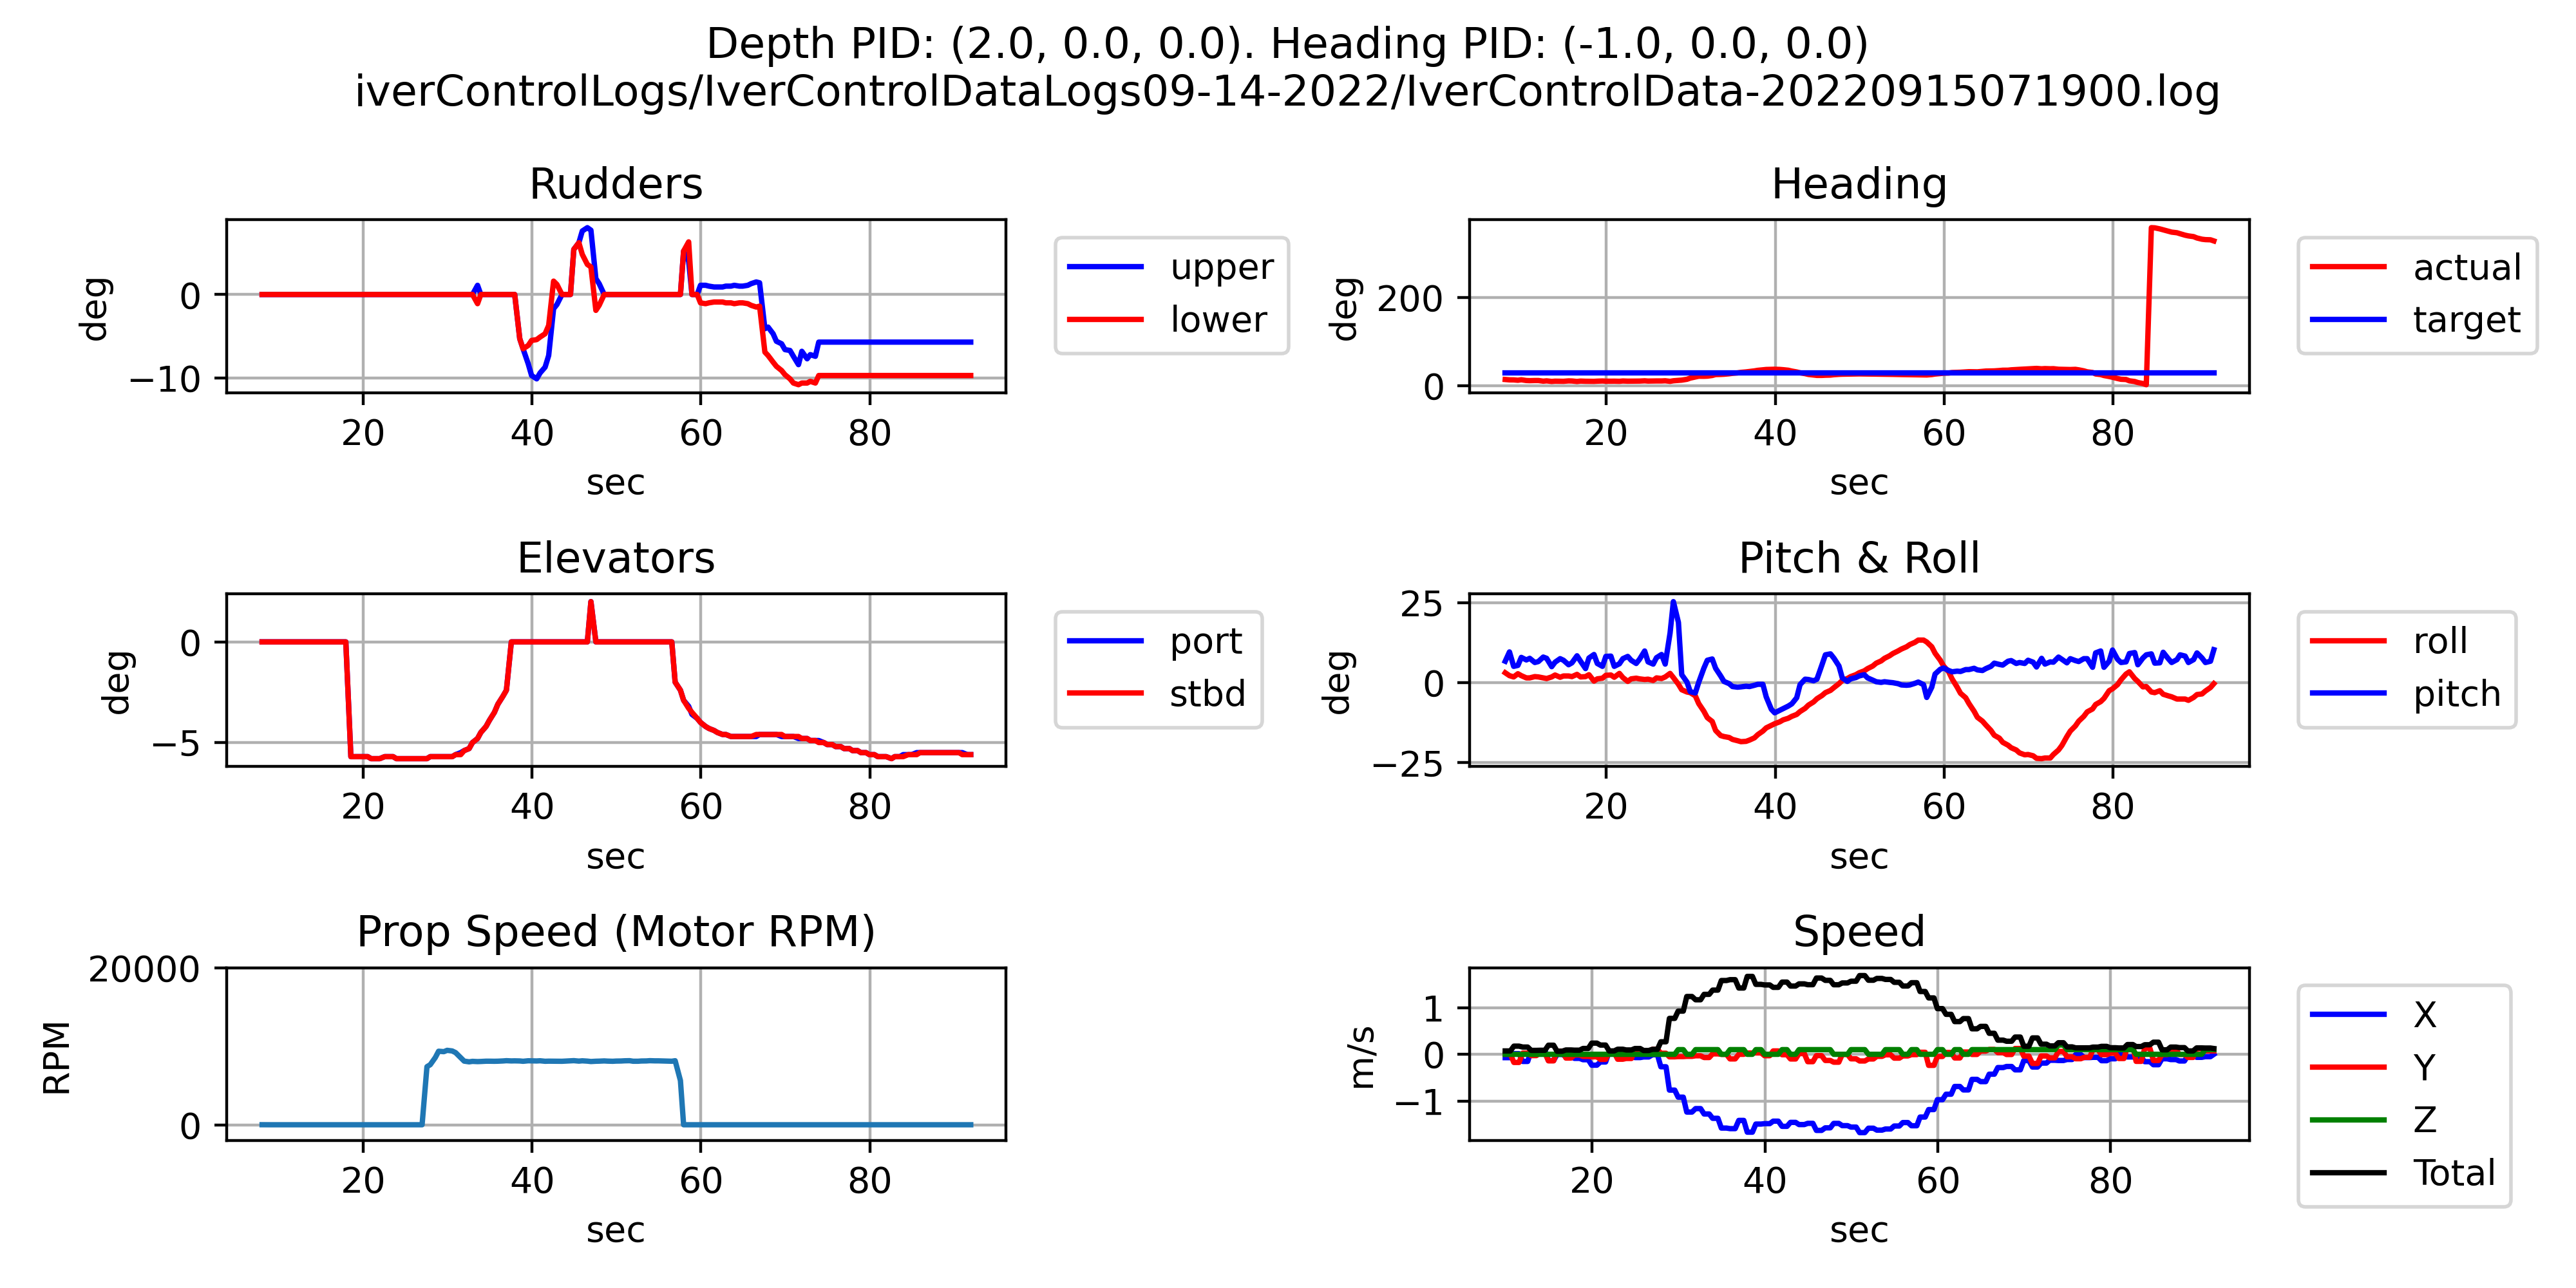 Depth PID: (2.0, 0.0, 0.0). Heading PID: (-1.0, 0.0, 0.0)
iverControlLogs/IverControlDataLogs09-14-2022/IverControlData-20220915071900.log
Rudders
deg
0
−10
20 40 60 80
sec
upper
lower
Heading
deg
200
0
20 40 60 80
sec
actual
target
Elevators
deg
0
−5
20 40 60 80
sec
port
stbd
Pitch & Roll
deg
25
0
−25
20 40 60 80
sec
roll
pitch
Prop Speed (Motor RPM)
RPM
20000
0
20 40 60 80
sec
Speed
m/s
1
0
−1
20 40 60 80
sec
X
Y
Z
Total